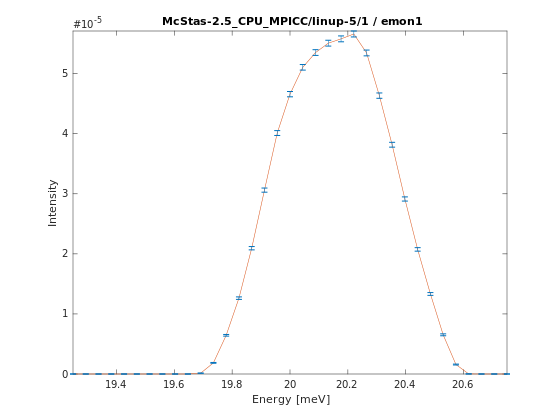 McStas-2.5_CPU_MPICC/linup-5/1 / emon1
#10-5
5
4
3
2
1
0
Intensity
19.4 19.6 19.8 20 20.2 20.4 20.6
Energy [meV]